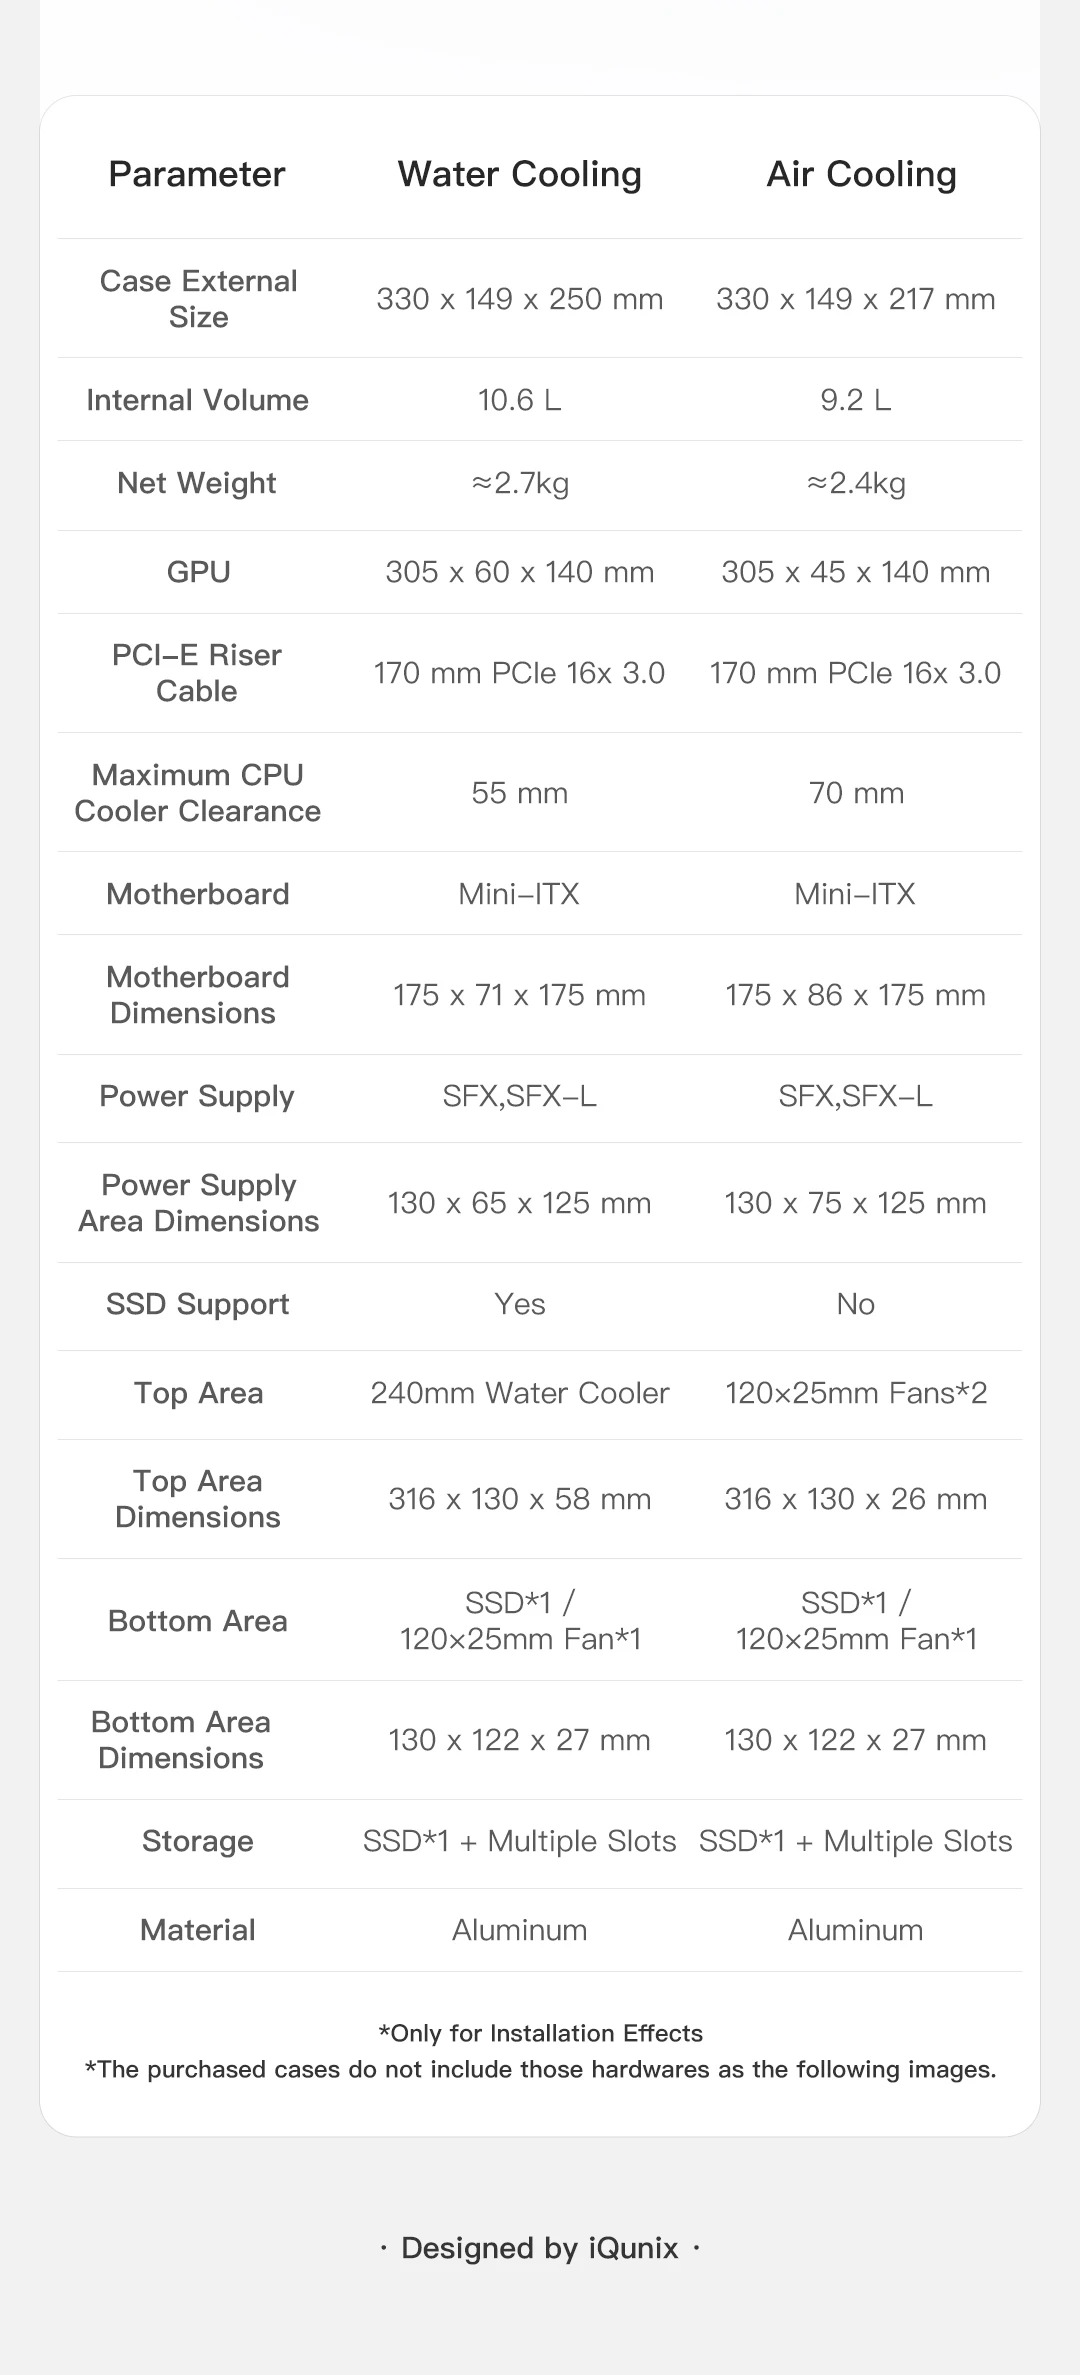 Parameter Water Cooling Air Cooling
Case External
Size
330 x 149 x 250 mm 330 x 149 x 217 mm
Internal Volume 10.6 L 9.2 L
Net Weight ≈2.7kg ≈2.4kg
GPU 305 x 60 x 140 mm 305 x 45 x 140 mm
PCI–E Riser
Cable
170 mm PCIe 16x 3.0 170 mm PCIe 16x 3.0
Maximum CPU
Cooler Clearance
55 mm 70 mm
Motherboard Mini–ITX Mini–ITX
Motherboard
Dimensions
175 x 71 x 175 mm 175 x 86 x 175 mm
Power Supply SFX,SFX–L SFX,SFX–L
Power Supply
Area Dimensions
130 x 65 x 125 mm 130 x 75 x 125 mm
SSD Support Yes No
Top Area 240mm Water Cooler 120×25mm Fans*2
Top Area
Dimensions
316 x 130 x 58 mm 316 x 130 x 26 mm
Bottom Area
SSD*1 /
120×25mm Fan*1
SSD*1 /
120×25mm Fan*1
Bottom Area
Dimensions
130 x 122 x 27 mm 130 x 122 x 27 mm
Storage SSD*1 + Multiple Slots SSD*1 + Multiple Slots
Material Aluminum Aluminum
*Only for Installation Effects
*The purchased cases do not include those hardwares as the following images.
· Designed by iQunix ·